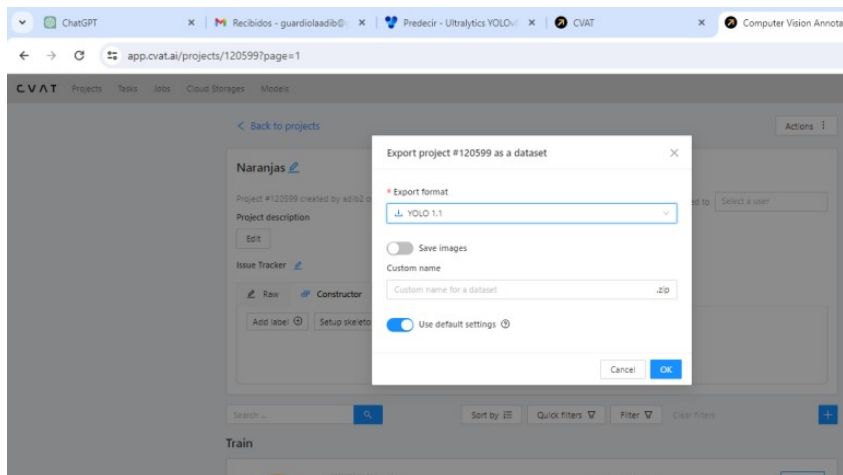 ChatGPT
Recibidos - guardiolaadib@
Predecir - Ultralytics YOLOv
CVAT
Computer Vision Annota
app.cvat.ai/projects/120599?page=1
CVAT Projects Tasks Jobs Cloud Storages Models
Back to projects
Actions
Export project #120599 as a dataset
Naranjas
* Export format
Project #120599 created by adib2 o
ed to
Select a user
YOLO 1.1
Project description
Edit
Save images
Issue Tracker
Custom name
Raw
Constructor
Custom name for a dataset
.zip
Add label
Setup skeleto
Use default settings
Cancel
OK
Search ...
Sort by
Quick filters
Filter
Clear filters
Train